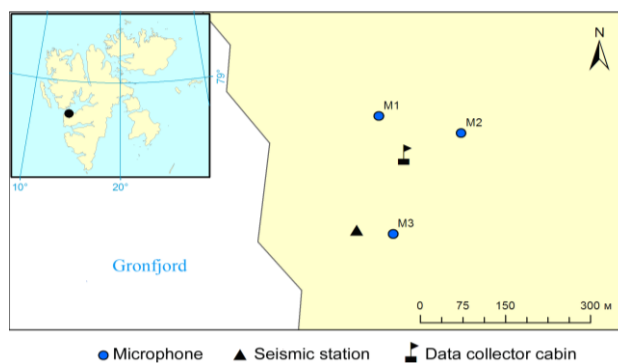 N
79°
M1
M2
10°
20°
M3
Gronfjord
0 75 150 300 м
Microphone Seismic station Data collector cabin